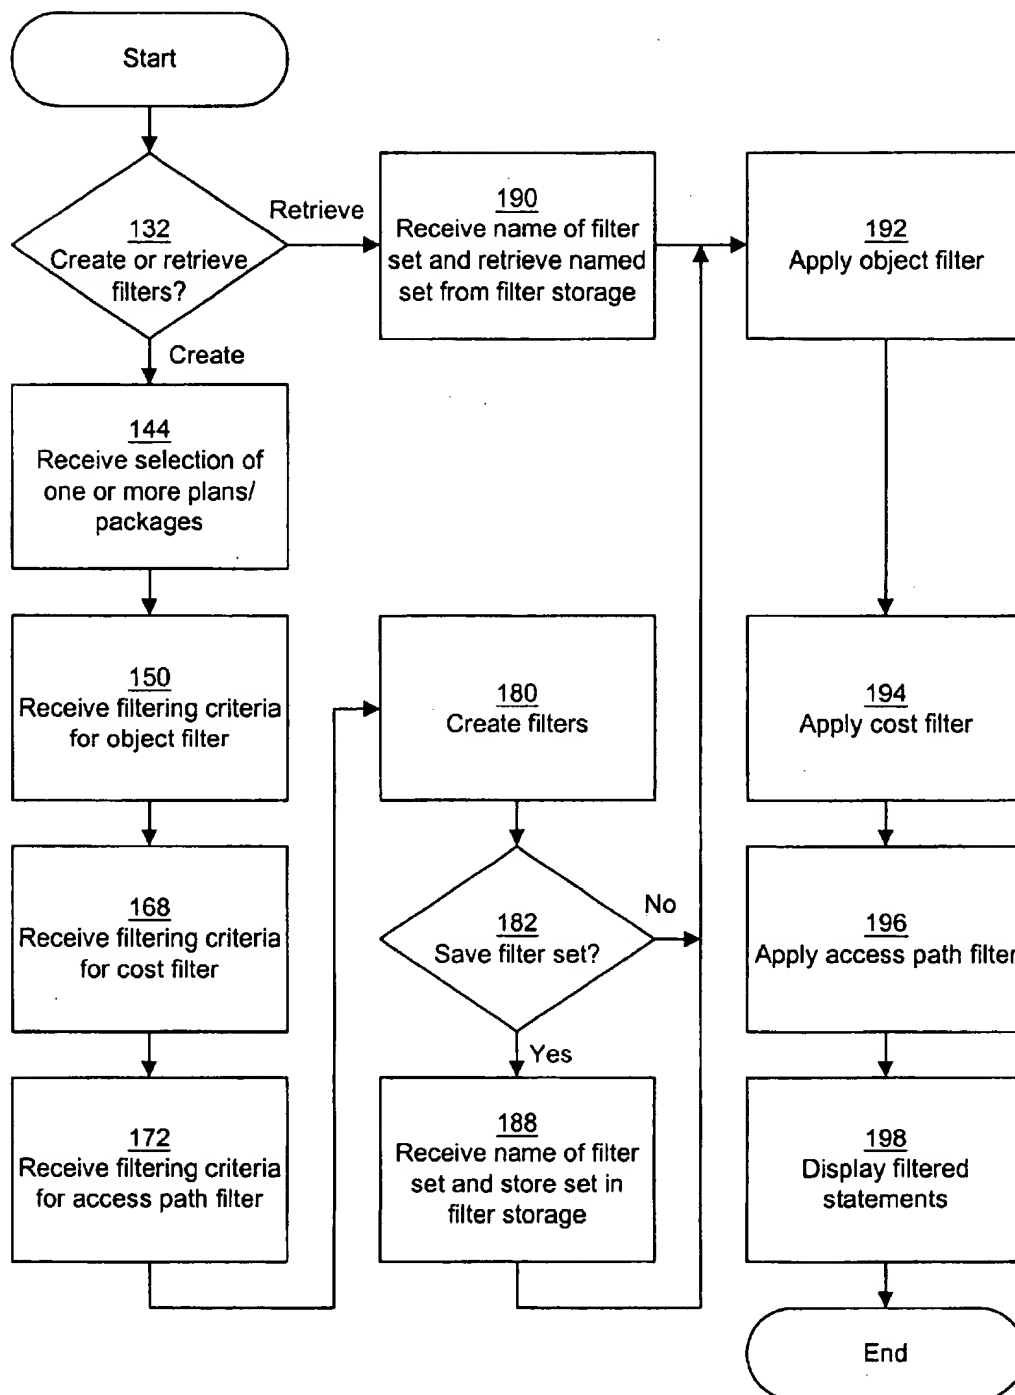 Start
132
Create or retrieve
filters?
Retrieve
Create
190
Receive name of filter
set and retrieve named
set from filter storage
192
Apply object filter
144
Receive selection of
one or more plans/
packages
150
Receive filtering criteria
for object filter
180
Create filters
194
Apply cost filter
168
Receive filtering criteria
for cost filter
182
Save filter set?
No
Yes
196
Apply access path filter
172
Receive filtering criteria
for access path filter
188
Receive name of filter
set and store set in
filter storage
198
Display filtered
statements
End